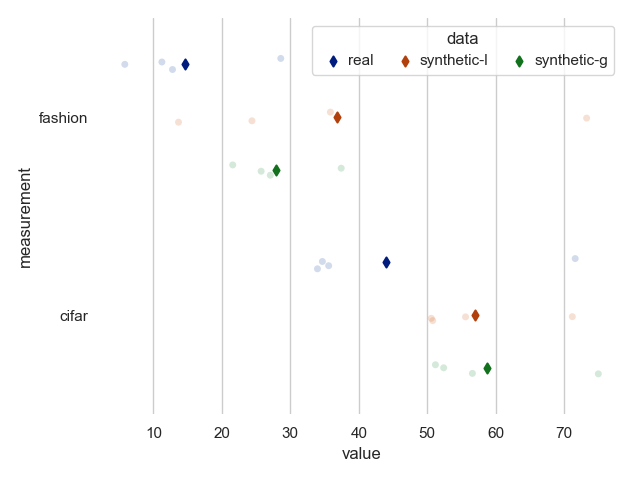 data
real synthetic-l synthetic-g
fashion
measurement
cifar
10 20 30 40 50 60 70
value